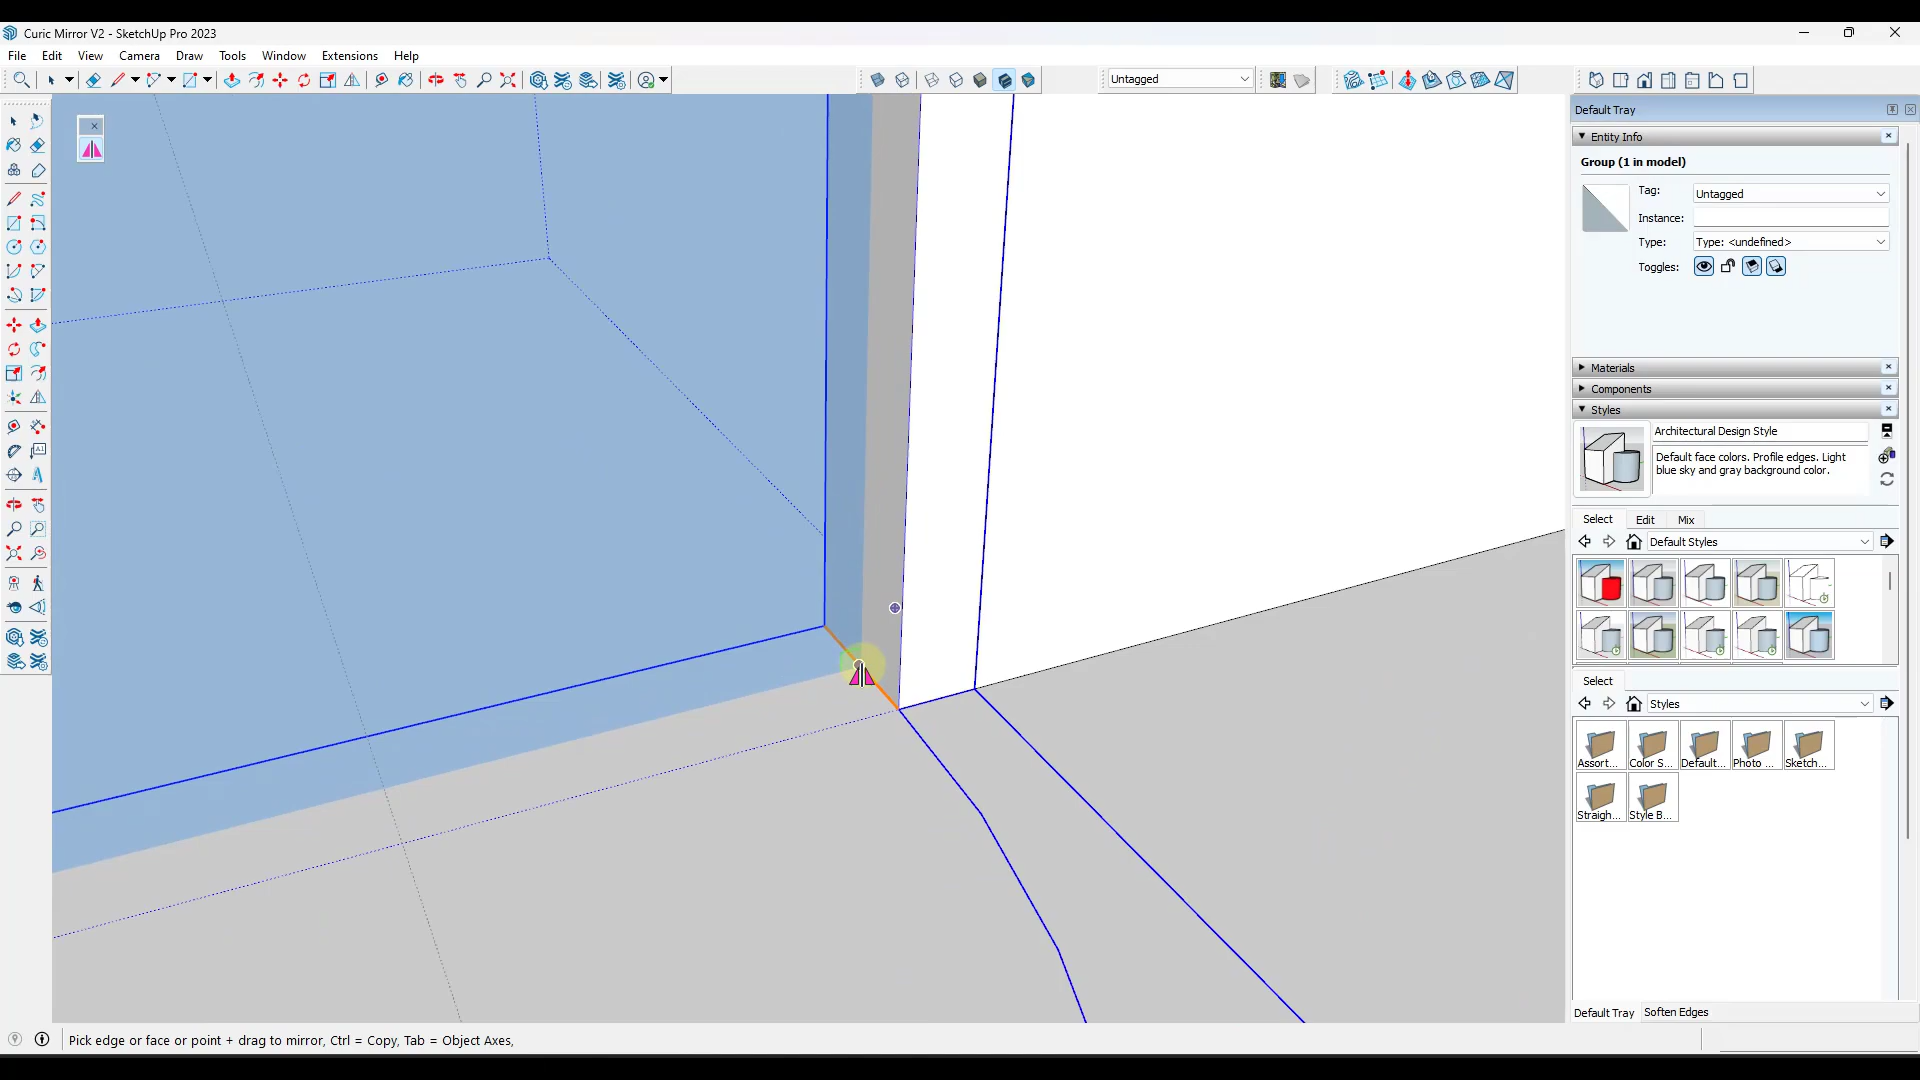 Curic Mirror V2 - SketchUp Pro 2023
File Edit View Camera Draw Tools Window Extensions Help
Untagged
Default Tray
Entity Info
Group (1 in model)
Tag: Untagged
Instance:
Type: Type: <undefined>
Toggles:
Materials
Components
Styles
Architectural Design Style
Default face colors. Profile edges. Light
blue sky and gray background color.
Select Edit Mix
Default Styles
Select
Styles
Assort... Color S... Default... Photo ... Sketch...
Straigh... Style B...
Default Tray Soften Edges
Pick edge or face or point + drag to mirror, Ctrl = Copy, Tab = Object Axes,